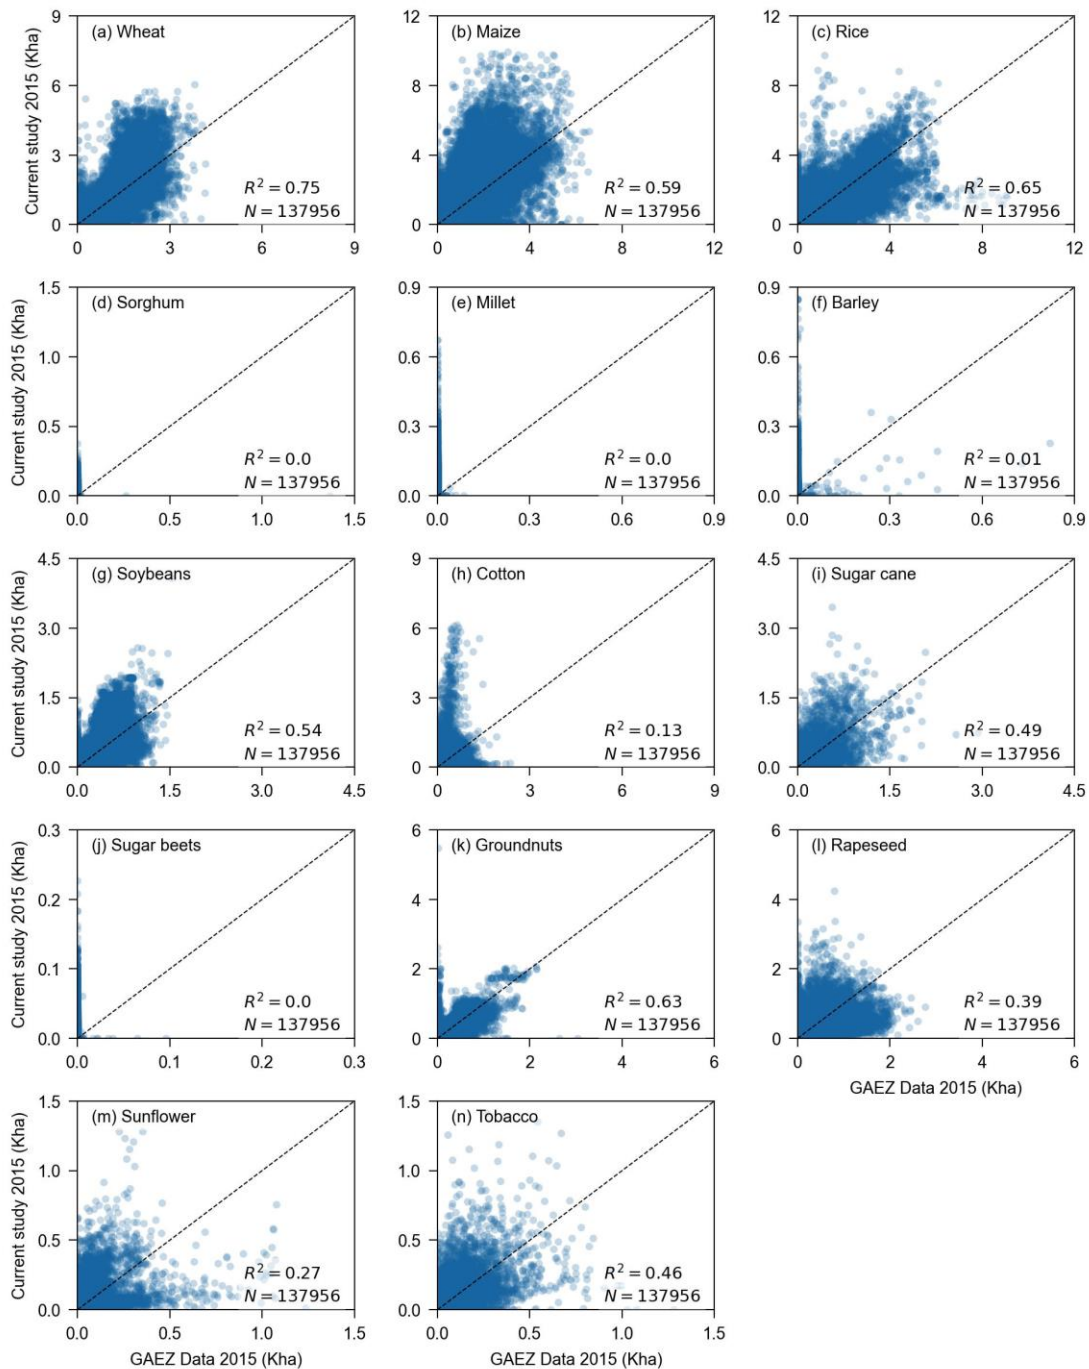 9
(a) Wheat
6
3
0
Current study 2015 (Kha)
R² = 0.75
N = 137956
0 3 6 9
12
(b) Maize
8
4
0
R² = 0.59
N = 137956
0 4 8 12
12
(c) Rice
8
4
0
R² = 0.65
N = 137956
0 4 8 12
1.5
(d) Sorghum
1.0
0.5
0.0
Current study 2015 (Kha)
R² = 0.0
N = 137956
0.0 0.5 1.0 1.5
0.9
(e) Millet
0.6
0.3
0.0
R² = 0.0
N = 137956
0.0 0.3 0.6 0.9
0.9
(f) Barley
0.6
0.3
0.0
R² = 0.01
N = 137956
0.0 0.3 0.6 0.9
4.5
(g) Soybeans
3.0
1.5
0.0
Current study 2015 (Kha)
R² = 0.54
N = 137956
0.0 1.5 3.0 4.5
9
(h) Cotton
6
3
0
R² = 0.13
N = 137956
0 3 6 9
4.5
(i) Sugar cane
3.0
1.5
0.0
R² = 0.49
N = 137956
0.0 1.5 3.0 4.5
0.3
(j) Sugar beets
0.2
0.1
0.0
Current study 2015 (Kha)
R² = 0.0
N = 137956
0.0 0.1 0.2 0.3
6
(k) Groundnuts
4
2
0
R² = 0.63
N = 137956
0 2 4 6
6
(l) Rapeseed
4
2
0
R² = 0.39
N = 137956
0 2 4 6
GAEZ Data 2015 (Kha)
1.5
(m) Sunflower
1.0
0.5
0.0
Current study 2015 (Kha)
R² = 0.27
N = 137956
0.0 0.5 1.0 1.5
GAEZ Data 2015 (Kha)
1.5
(n) Tobacco
1.0
0.5
0.0
R² = 0.46
N = 137956
0.0 0.5 1.0 1.5
GAEZ Data 2015 (Kha)